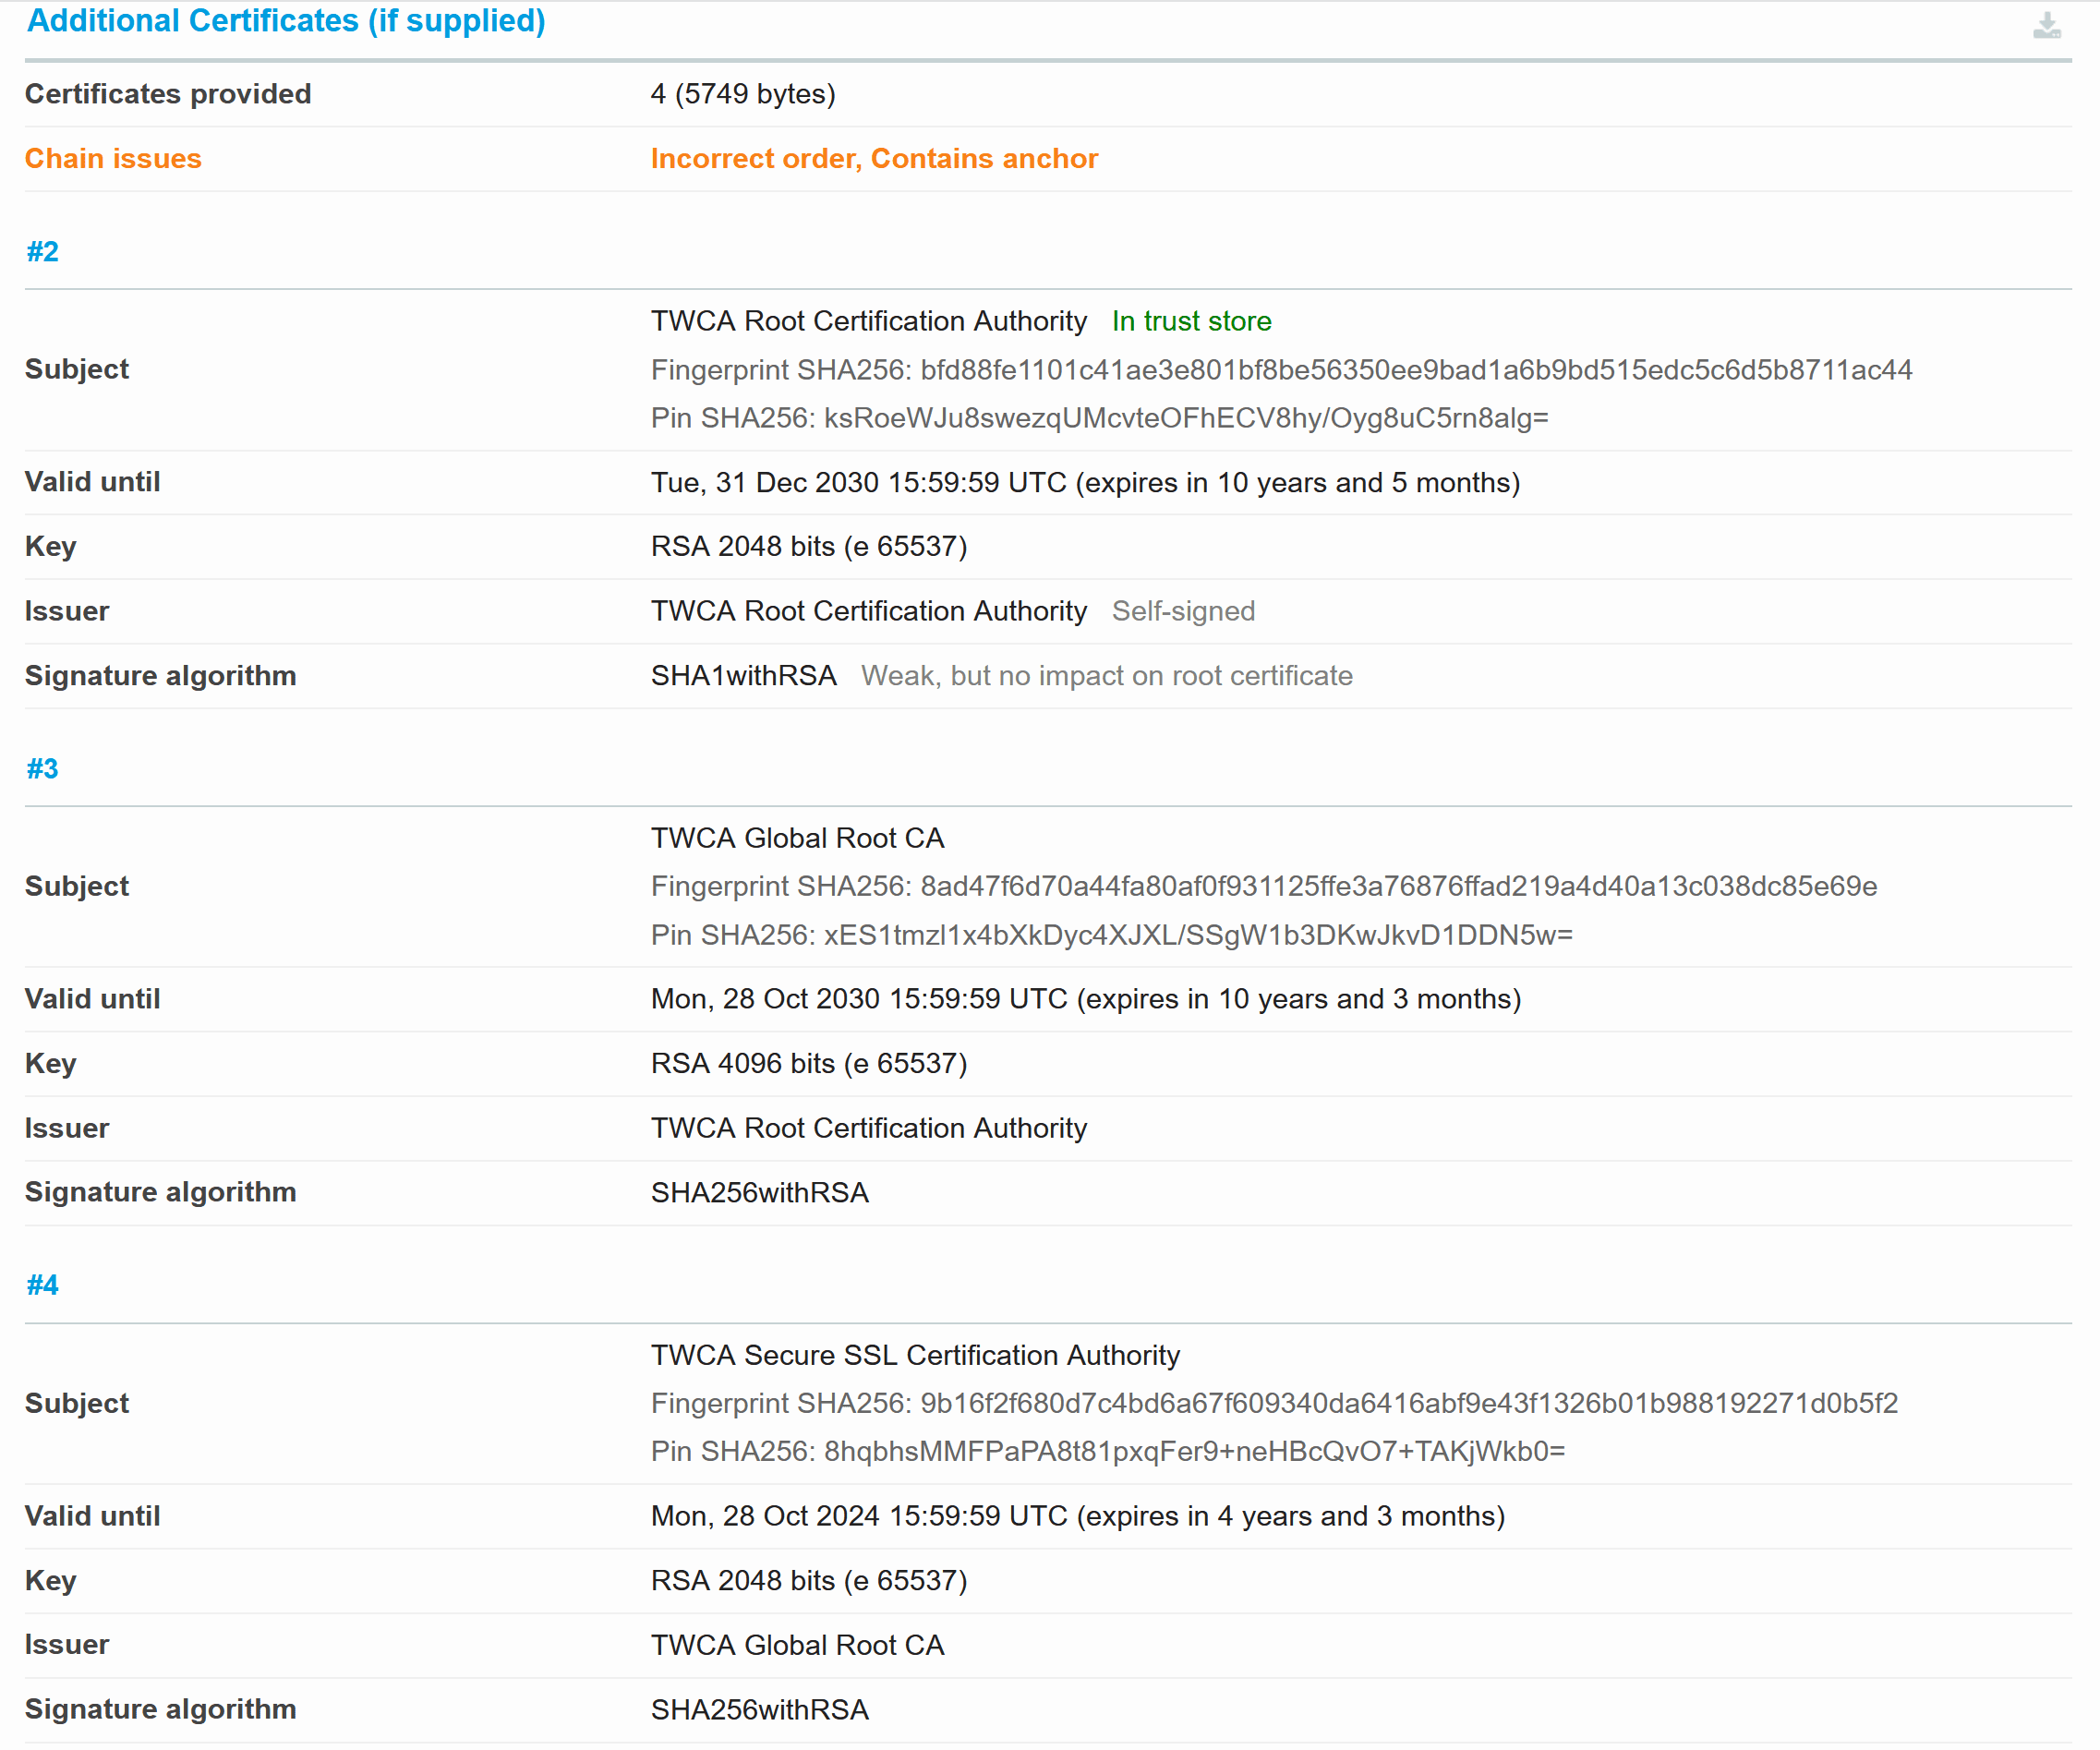 Additional Certificates (if supplied)
Certificates provided 4 (5749 bytes)
Chain issues Incorrect order, Contains anchor
#2
Subject
TWCA Root Certification Authority In trust store
Fingerprint SHA256: bfd88fe1101c41ae3e801bf8be56350ee9bad1a6b9bd515edc5c6d5b8711ac44
Pin SHA256: ksRoeWJu8swezqUMcvteOFhECV8hy/Oyg8uC5rn8alg=
Valid until Tue, 31 Dec 2030 15:59:59 UTC (expires in 10 years and 5 months)
Key RSA 2048 bits (e 65537)
Issuer TWCA Root Certification Authority Self-signed
Signature algorithm SHA1withRSA Weak, but no impact on root certificate
#3
Subject
TWCA Global Root CA
Fingerprint SHA256: 8ad47f6d70a44fa80af0f931125ffe3a76876ffad219a4d40a13c038dc85e69e
Pin SHA256: xES1tmzl1x4bXkDyc4XJXL/SSgW1b3DKwJkvD1DDN5w=
Valid until Mon, 28 Oct 2030 15:59:59 UTC (expires in 10 years and 3 months)
Key RSA 4096 bits (e 65537)
Issuer TWCA Root Certification Authority
Signature algorithm SHA256withRSA
#4
Subject
TWCA Secure SSL Certification Authority
Fingerprint SHA256: 9b16f2f680d7c4bd6a67f609340da6416abf9e43f1326b01b988192271d0b5f2
Pin SHA256: 8hqbhsMMFPaPA8t81pxqFer9+neHBcQvO7+TAKjWkb0=
Valid until Mon, 28 Oct 2024 15:59:59 UTC (expires in 4 years and 3 months)
Key RSA 2048 bits (e 65537)
Issuer TWCA Global Root CA
Signature algorithm SHA256withRSA